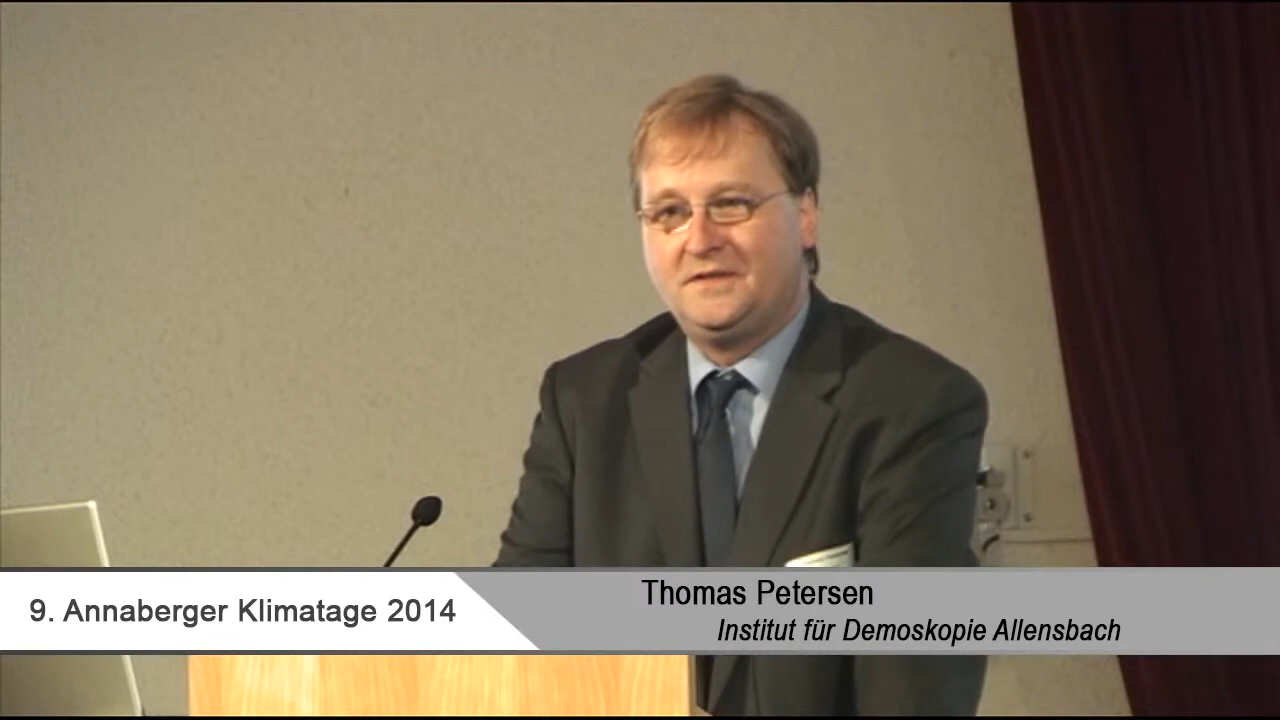 9. Annaberger Klimatage 2014
Thomas Petersen
Institut für Demoskopie Allensbach